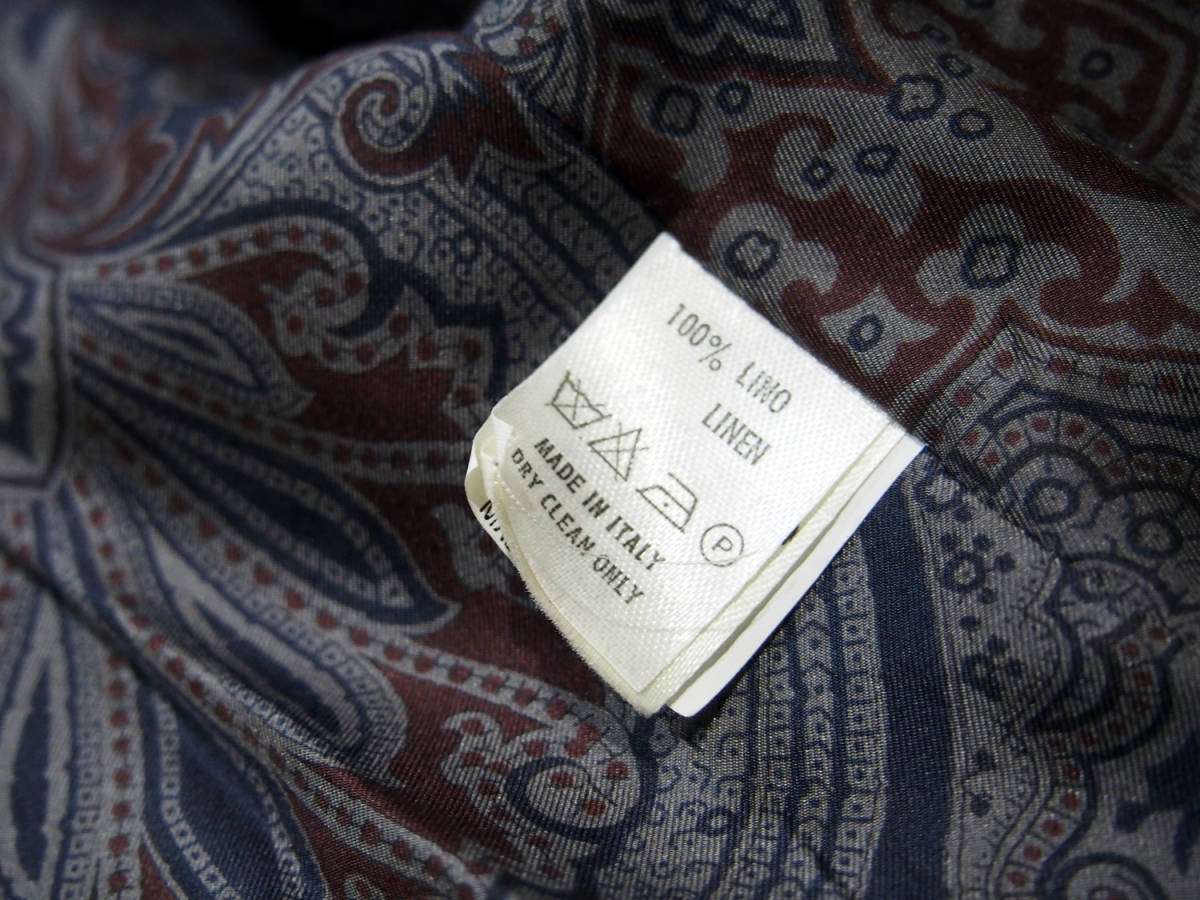 100% LINO
LINEN
P
MADE IN ITALY
DRY CLEAN ONLY